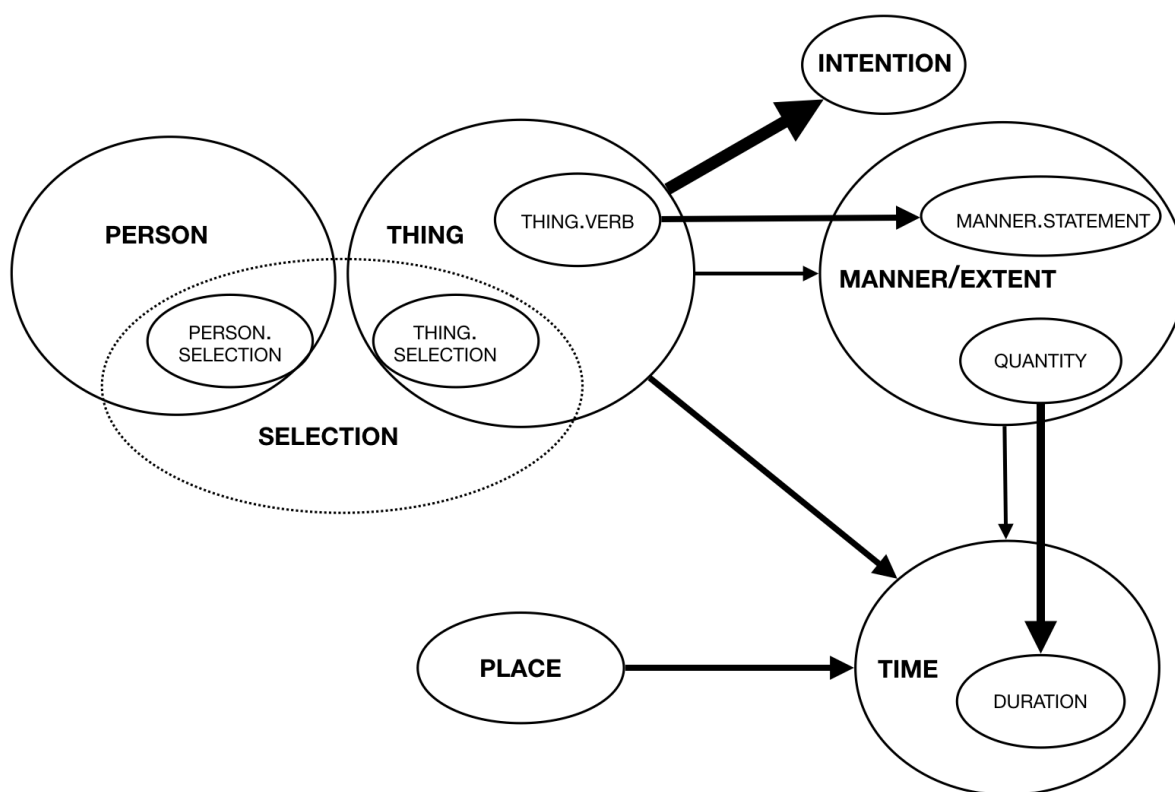 INTENTION
PERSON
THING
THING.VERB
MANNER.STATEMENT
MANNER/EXTENT
PERSON.
SELECTION
THING.
SELECTION
QUANTITY
SELECTION
PLACE
TIME
DURATION